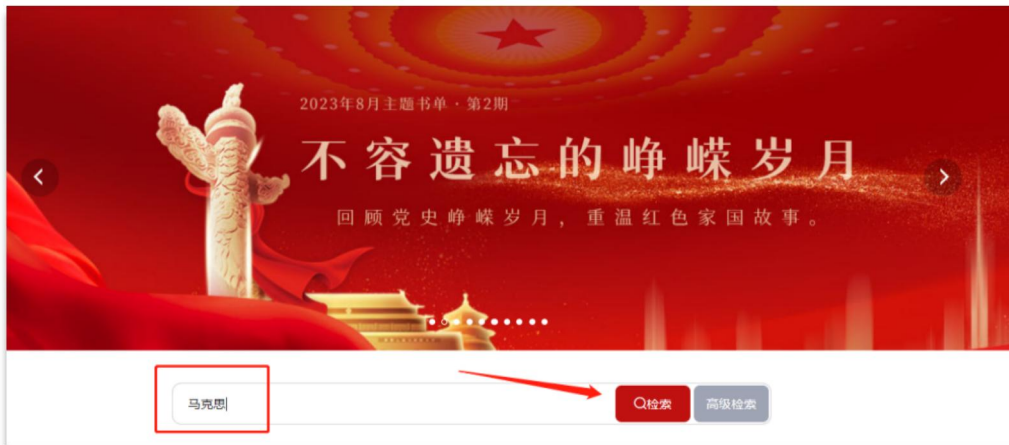 2023年8月主题书单·第2期
不容遗忘的峥嵘岁月
回顾党史峥嵘岁月，重温红色家国故事。
马克思
检索
高级检索